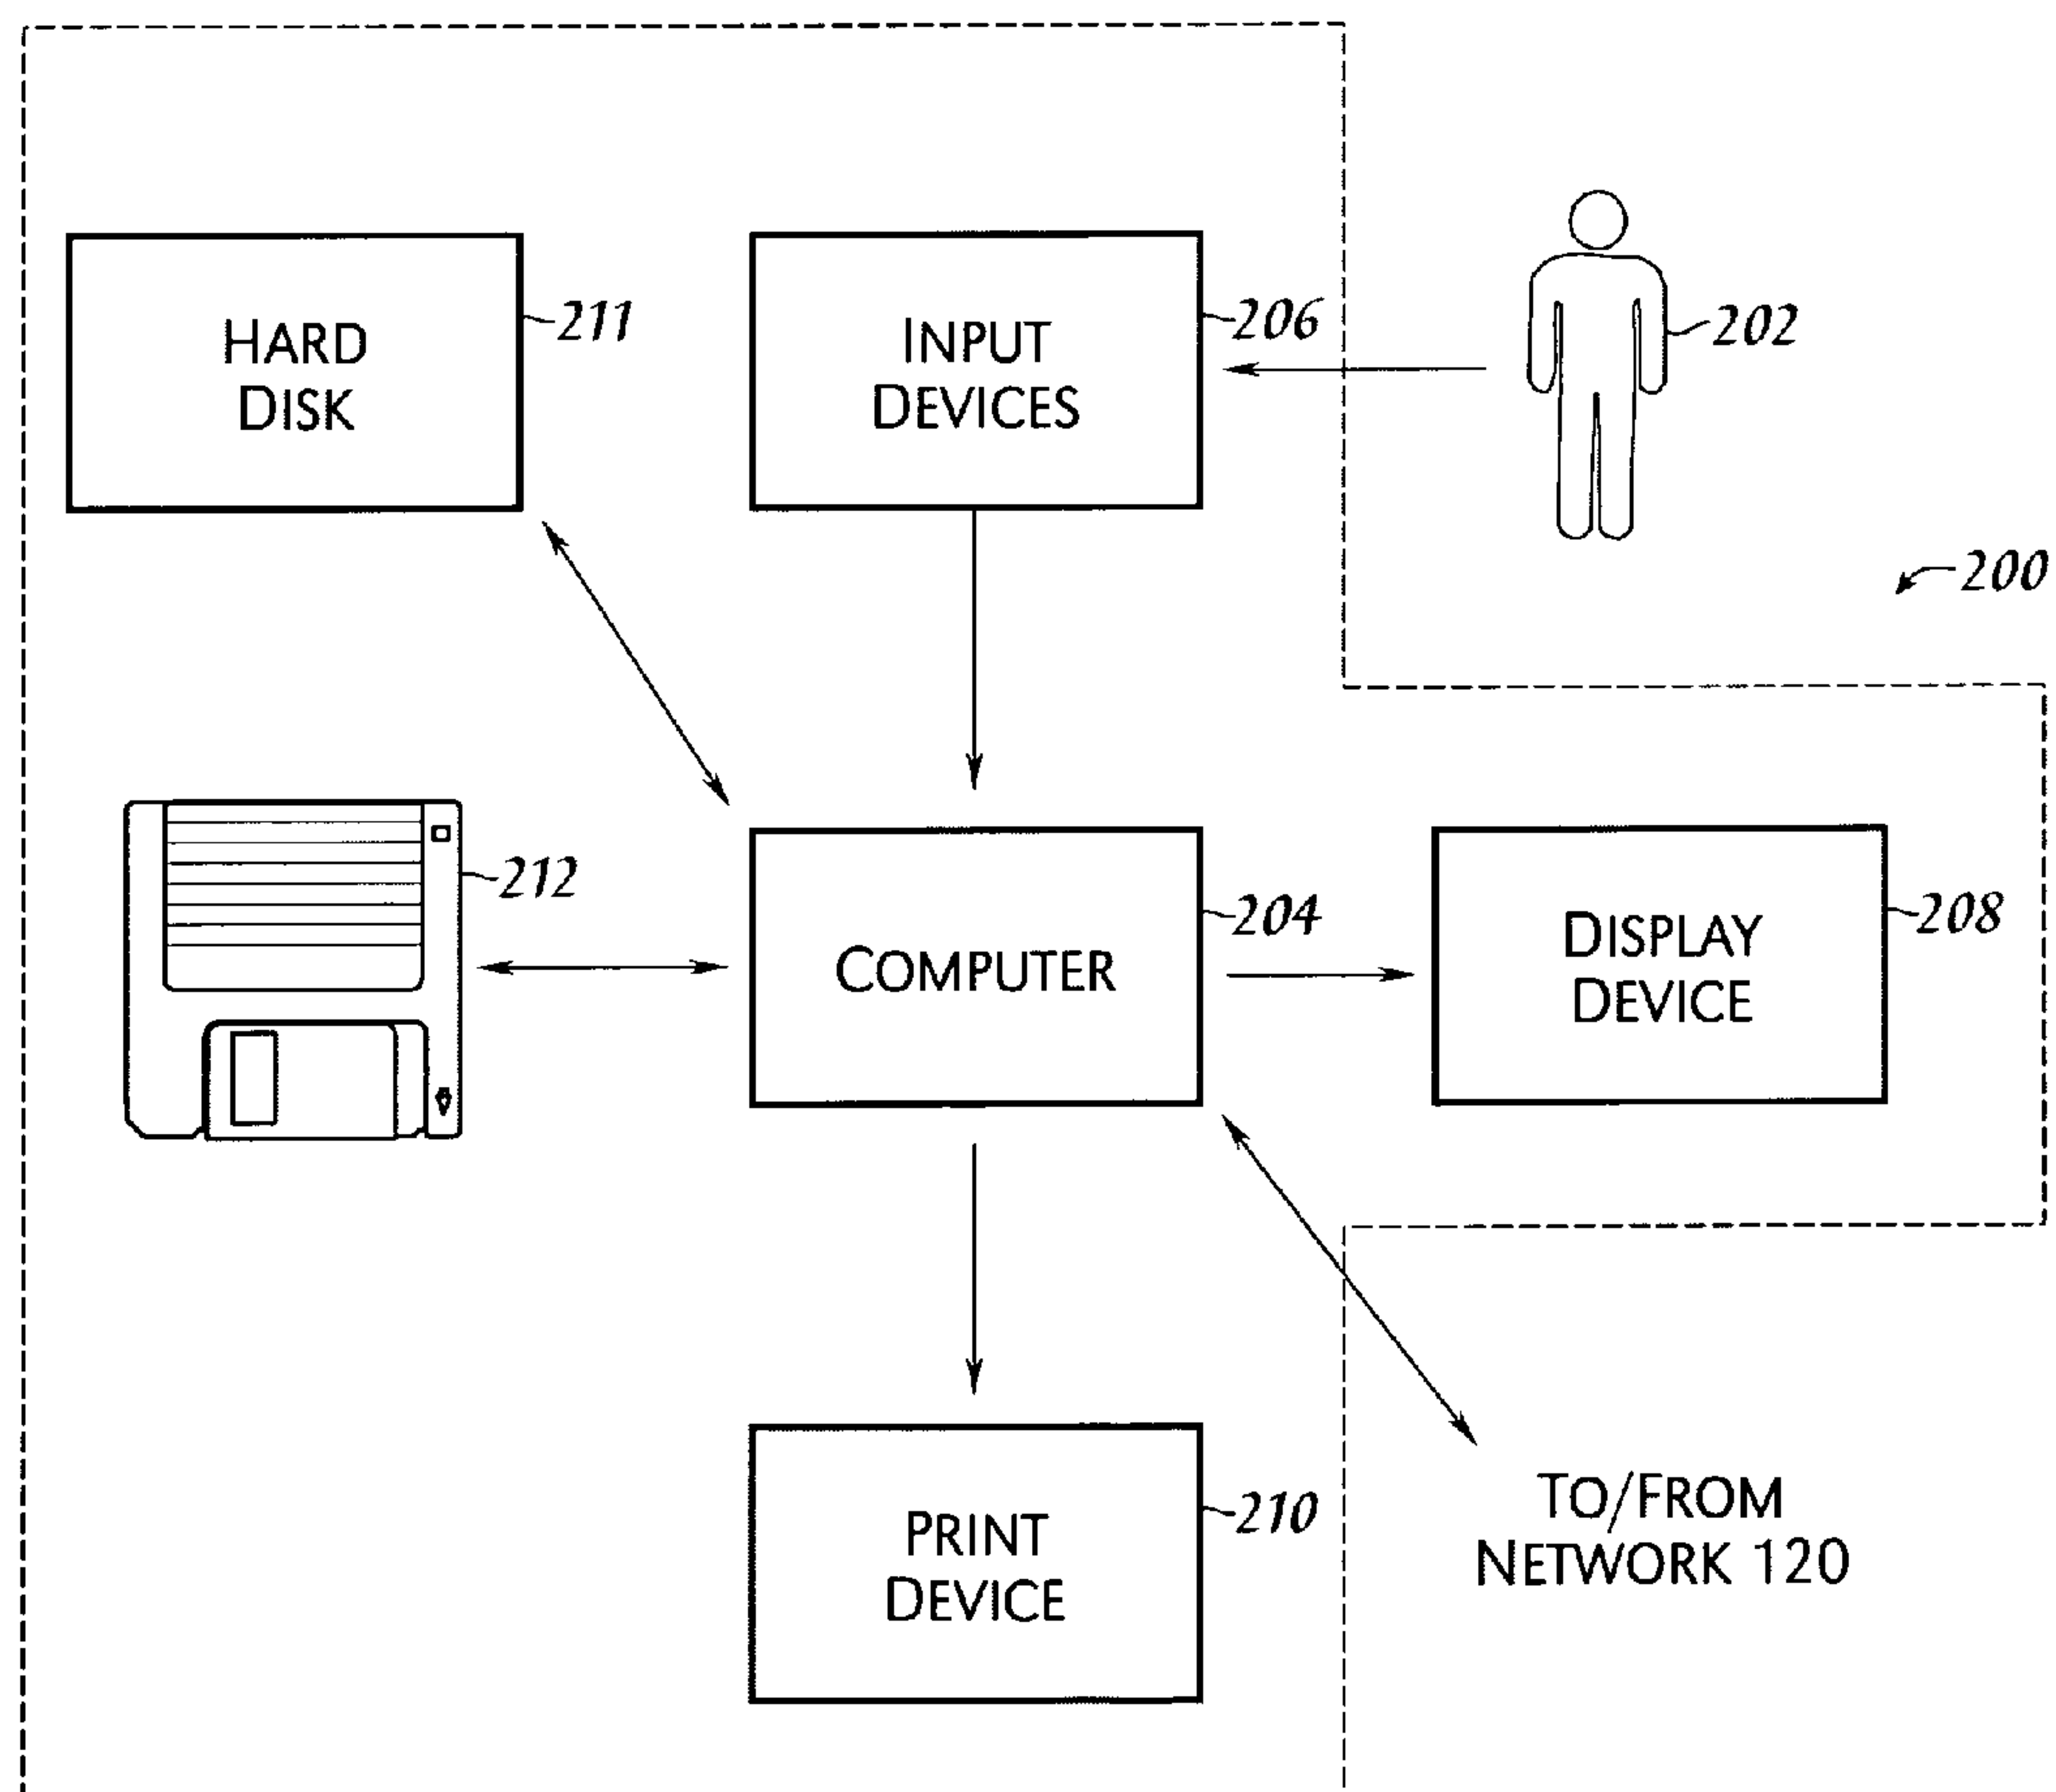 HARD
DISK
211
INPUT
DEVICES
206
202
200
212
COMPUTER
204
DISPLAY
DEVICE
208
PRINT
DEVICE
210
TO/FROM
NETWORK 120